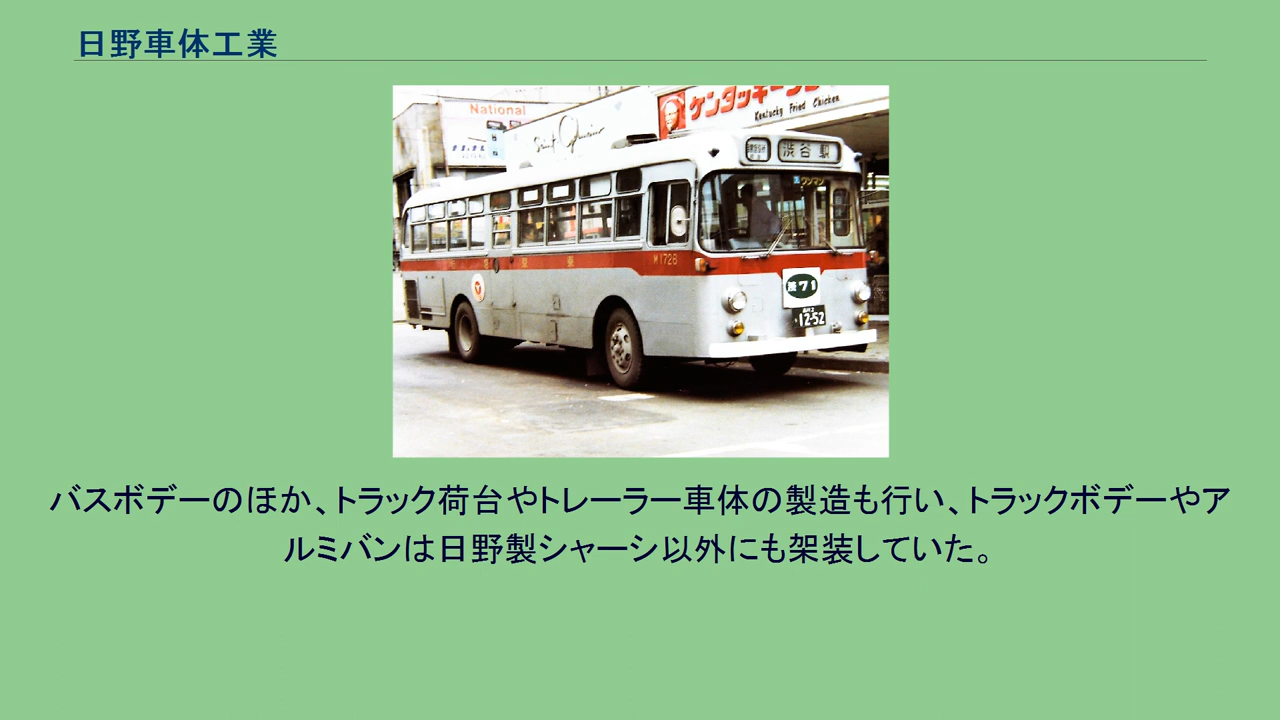 日野車体工業
National
ケンタッキーフ
Kentucky Fried Chicken
渋谷駅
ワンマン
M1728
渋71
12-52
バスボデーのほか、トラック荷台やトレーラー車体の製造も行い、トラックボデーやア
ルミバンは日野製シャーシ以外にも架装していた。